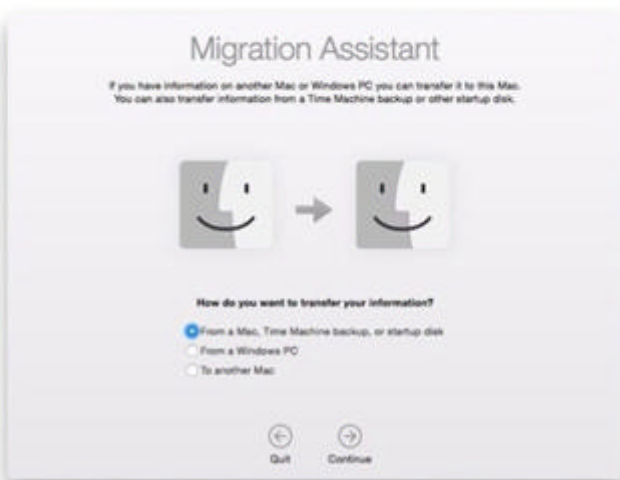 Migration Assistant
If you have information on another Mac or Windows PC you can transfer it to this Mac.
You can also transfer information from a Time Machine backup or other startup disk.
How do you want to transfer your information?
From a Mac, Time Machine backup, or startup disk
From a Windows PC
To another Mac
Quit
Continue